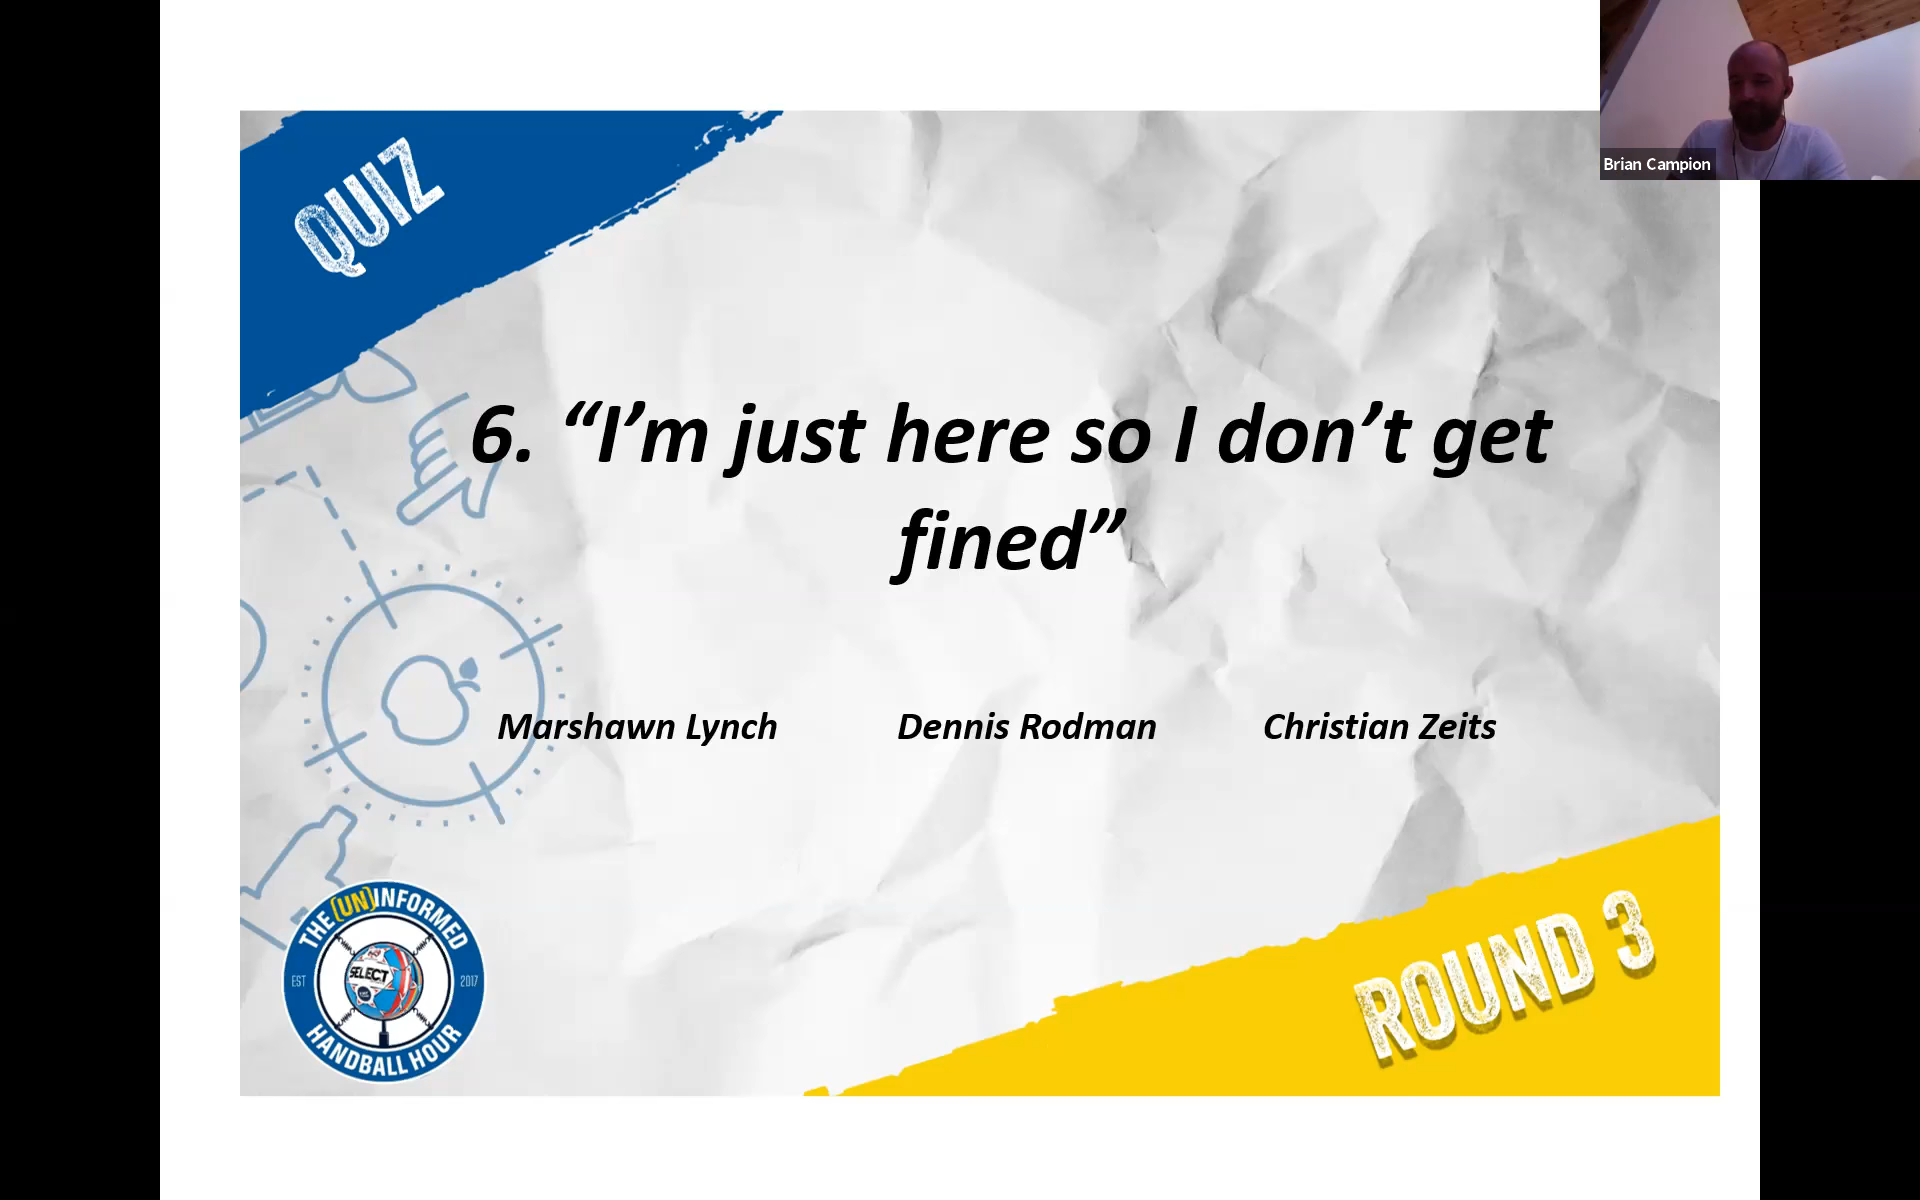 Brian Campion
QUIZ
6. “I’m just here so I don’t get
fined”
Marshawn Lynch
Dennis Rodman
Christian Zeits
THE (UN)INFORMED
EST
SELECT
2017
HANDBALL HOUR
ROUND 3